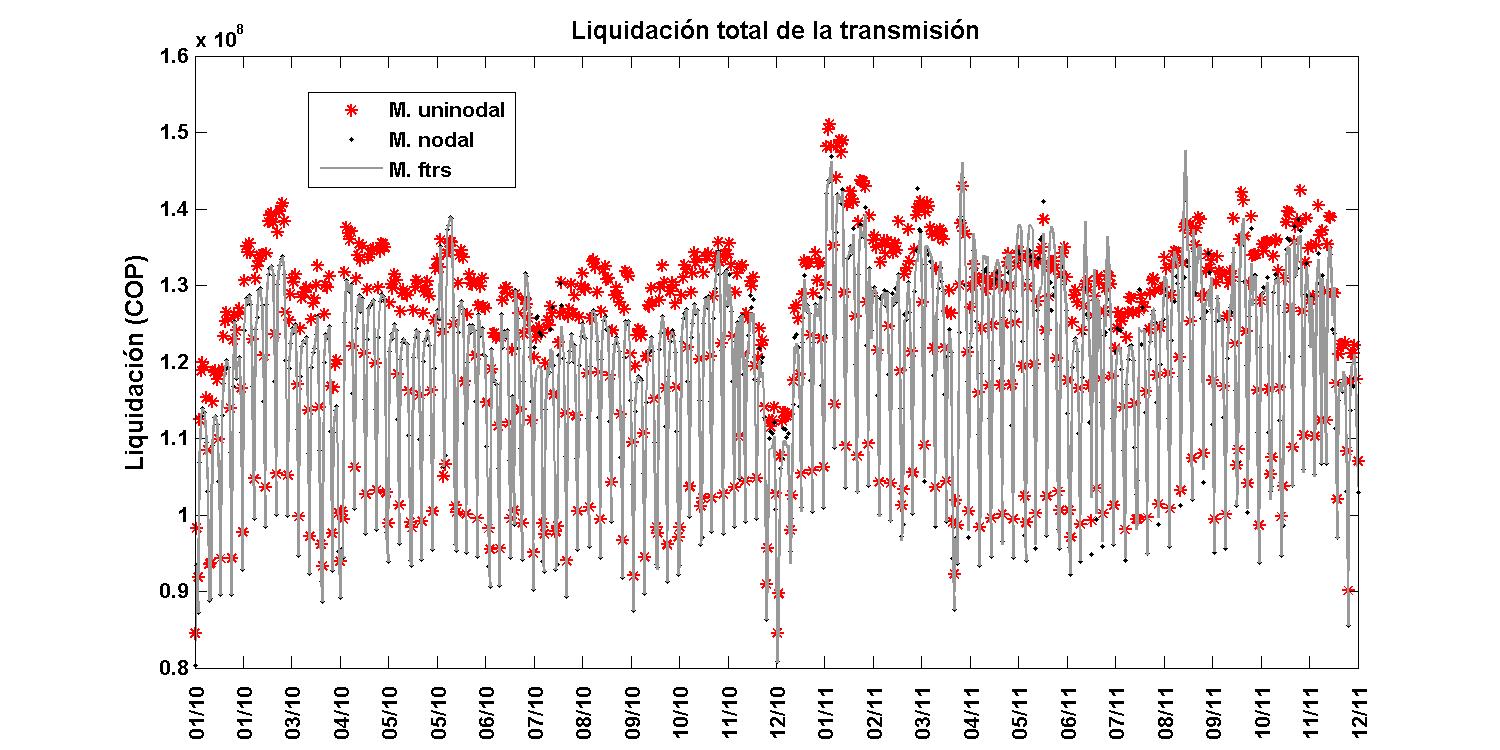 Liquidación total de la transmisión
x 10⁸
1.6
1.5
1.4
1.3
1.2
1.1
1
0.9
0.8
Liquidación (COP)
M. uninodal
M. nodal
M. ftrs
01/10 01/10 03/10 04/10 05/10 05/10 06/10 07/10 07/10 09/10 10/10 11/10 12/10 01/11 02/11 03/11 04/11 05/11 06/11 07/11 08/11 09/11 10/11 11/11 12/11